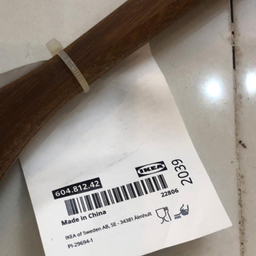 604.812.42
Made in China
IKEA of Sweden AB, SE - 34381 Älmhult
PI-29694-1
IKEA
22806
2039